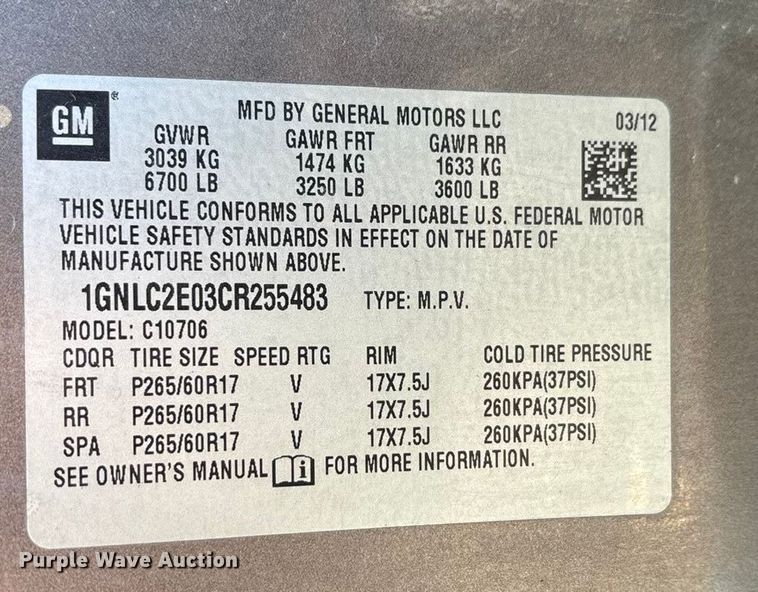 GM ®
MFD BY GENERAL MOTORS LLC 03/12
GVWR GAWR FRT GAWR RR
3039 KG 1474 KG 1633 KG
6700 LB 3250 LB 3600 LB
THIS VEHICLE CONFORMS TO ALL APPLICABLE U.S. FEDERAL MOTOR
VEHICLE SAFETY STANDARDS IN EFFECT ON THE DATE OF
MANUFACTURE SHOWN ABOVE.
1GNLC2E03CR255483 TYPE: M.P.V.
MODEL: C10706
CDQR TIRE SIZE SPEED RTG RIM COLD TIRE PRESSURE
FRT P265/60R17 V 17X7.5J 260KPA(37PSI)
RR P265/60R17 V 17X7.5J 260KPA(37PSI)
SPA P265/60R17 V 17X7.5J 260KPA(37PSI)
SEE OWNER'S MANUAL i FOR MORE INFORMATION.
Purple Wave Auction